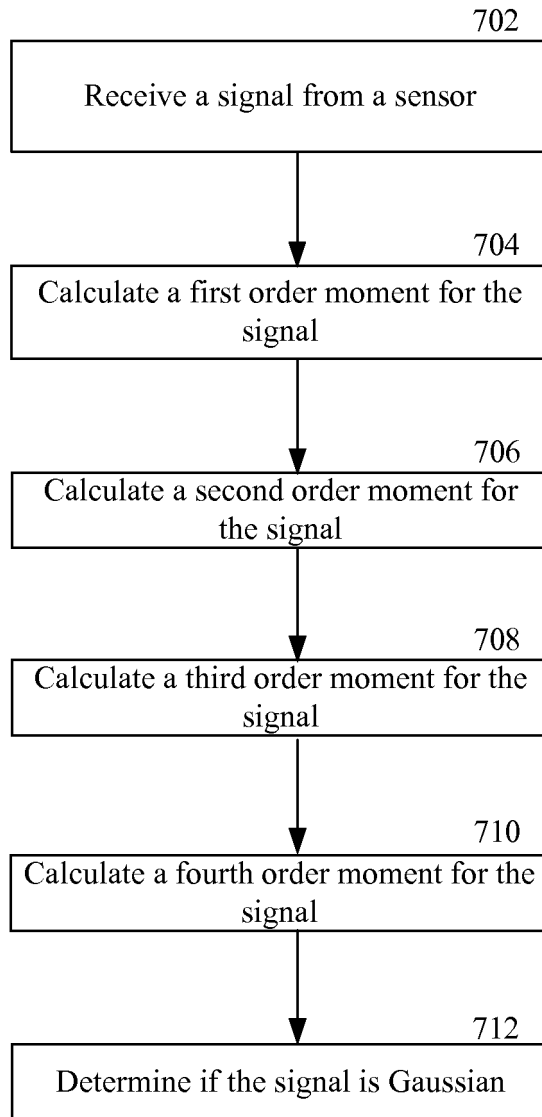 702
Receive a signal from a sensor
704
Calculate a first order moment for the
signal
706
Calculate a second order moment for
the signal
708
Calculate a third order moment for the
signal
710
Calculate a fourth order moment for the
signal
712
Determine if the signal is Gaussian